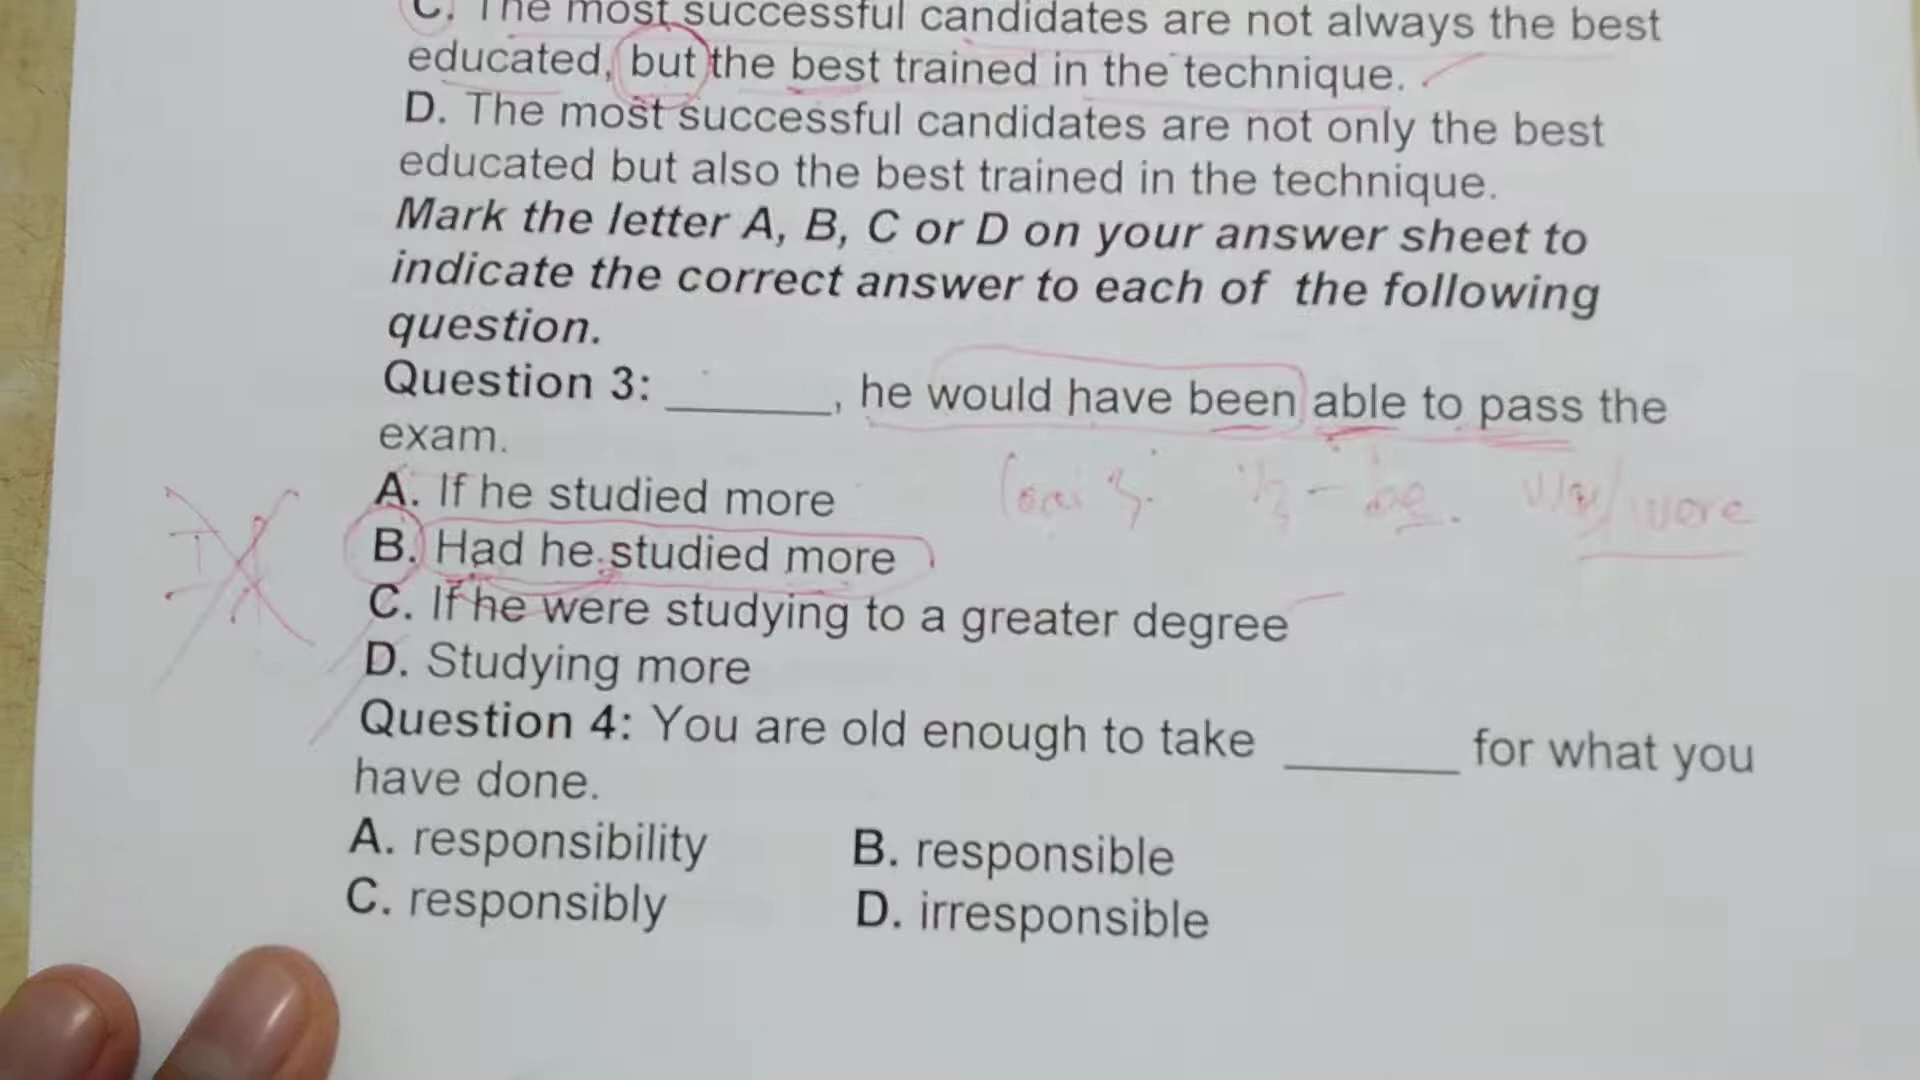 C. The most successful candidates are not always the best
educated, but the best trained in the technique.
D. The most successful candidates are not only the best
educated but also the best trained in the technique.
Mark the letter A, B, C or D on your answer sheet to
indicate the correct answer to each of the following
question.
Question 3: ______, he would have been able to pass the
exam.
A. If he studied more
B. Had he studied more
C. If he were studying to a greater degree
D. Studying more
Question 4: You are old enough to take ______ for what you
have done.
A. responsibility B. responsible
C. responsibly D. irresponsible